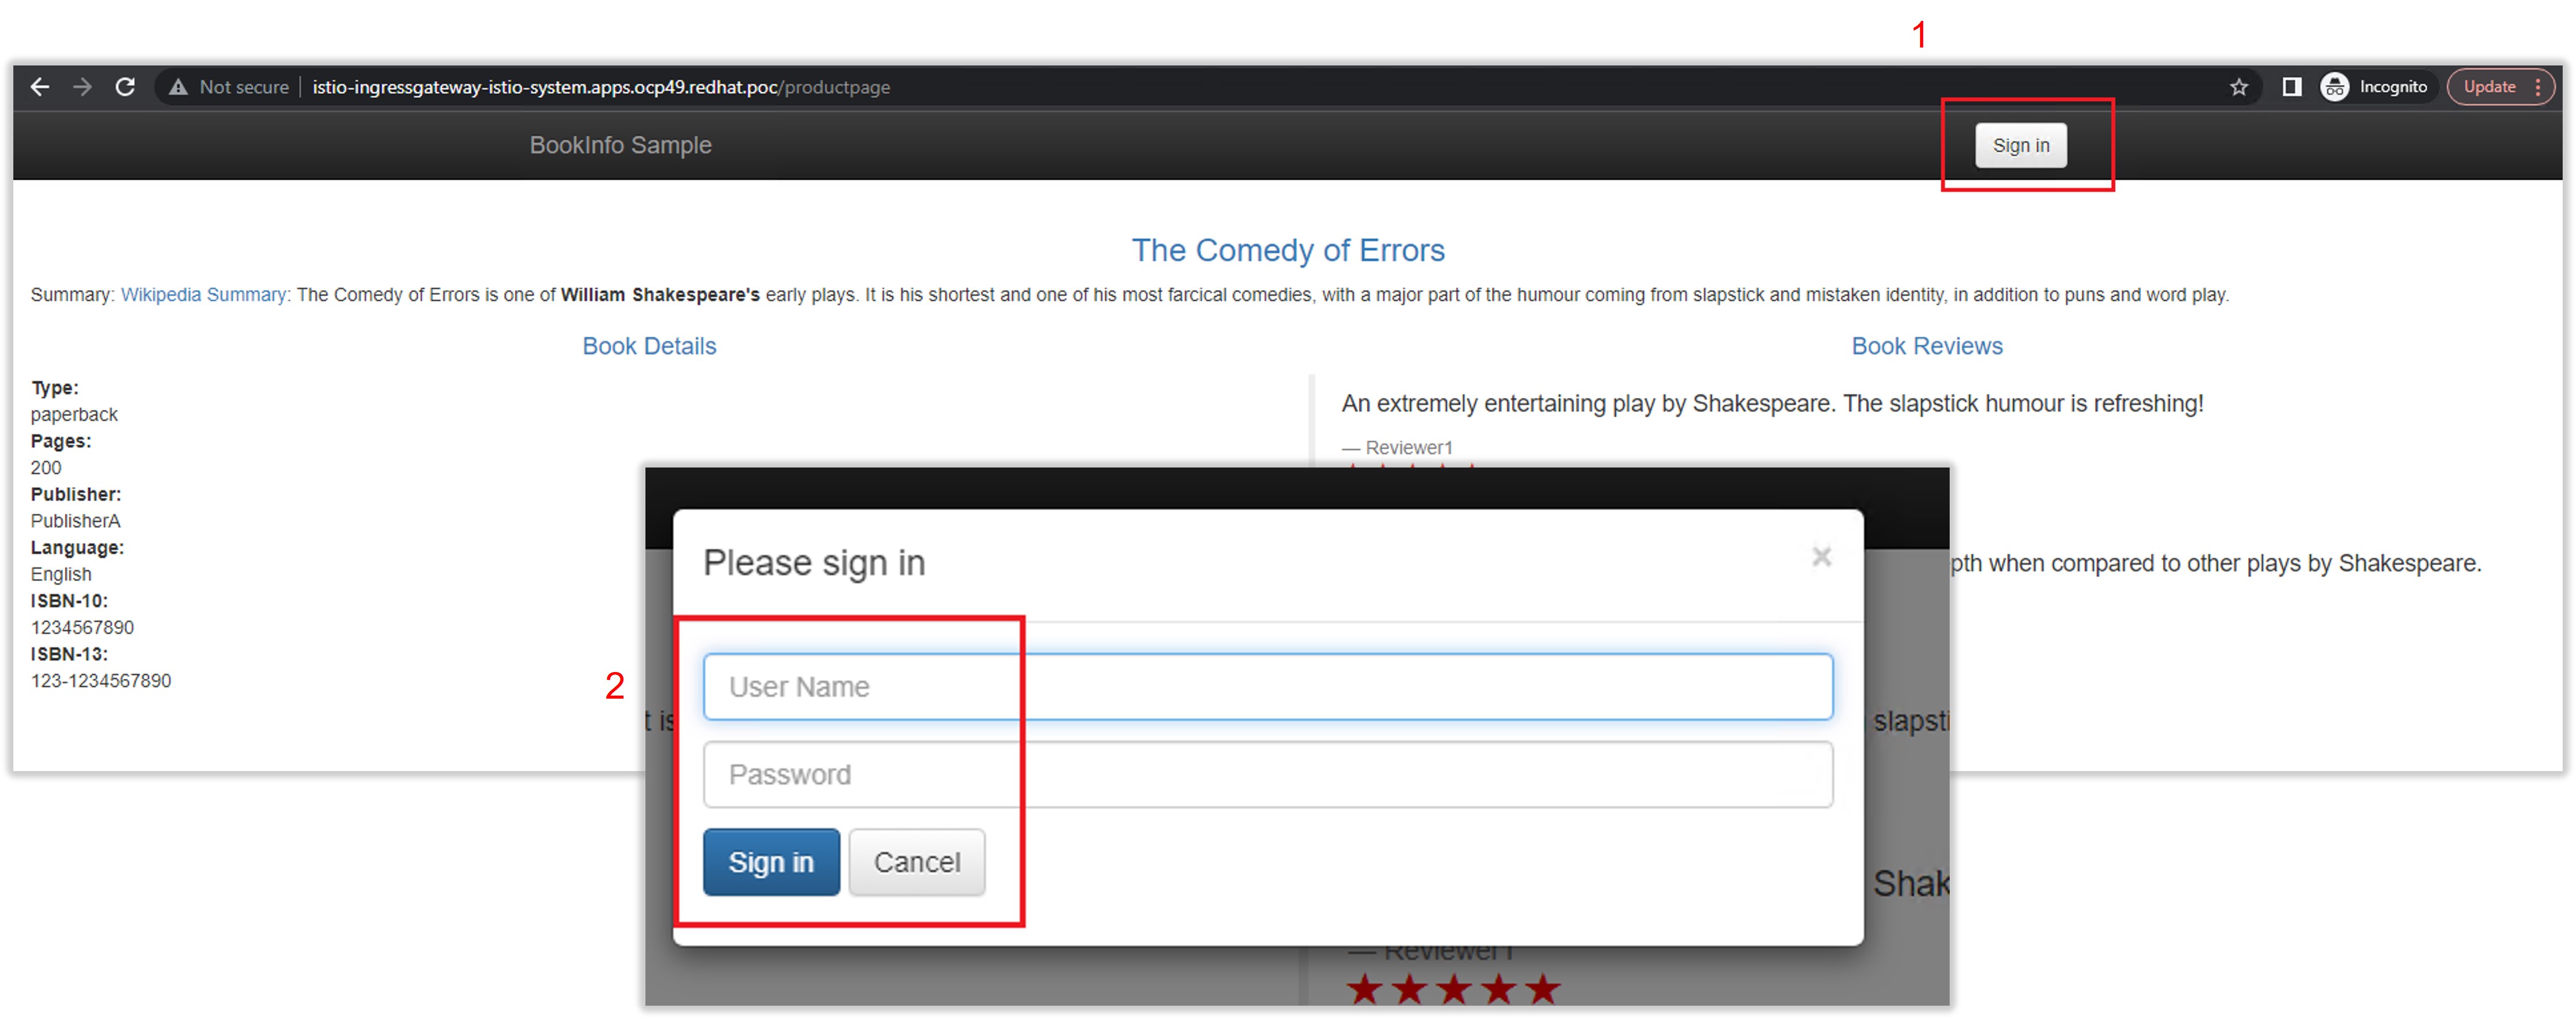 1
Not secure istio-ingressgateway-istio-system.apps.ocp49.redhat.poc/productpage Incognito Update
BookInfo Sample Sign in
The Comedy of Errors
Summary: Wikipedia Summary: The Comedy of Errors is one of William Shakespeare's early plays. It is his shortest and one of his most farcical comedies, with a major part of the humour coming from slapstick and mistaken identity, in addition to puns and word play.
Book Details
Type:
paperback
Pages:
200
Publisher:
PublisherA
Language:
English
ISBN-10:
1234567890
ISBN-13:
123-1234567890
Book Reviews
An extremely entertaining play by Shakespeare. The slapstick humour is refreshing!
— Reviewer1
pth when compared to other plays by Shakespeare.
2
Please sign in
×
User Name
Password
Sign in Cancel
t is
slapsti
Shak
— Reviewer1